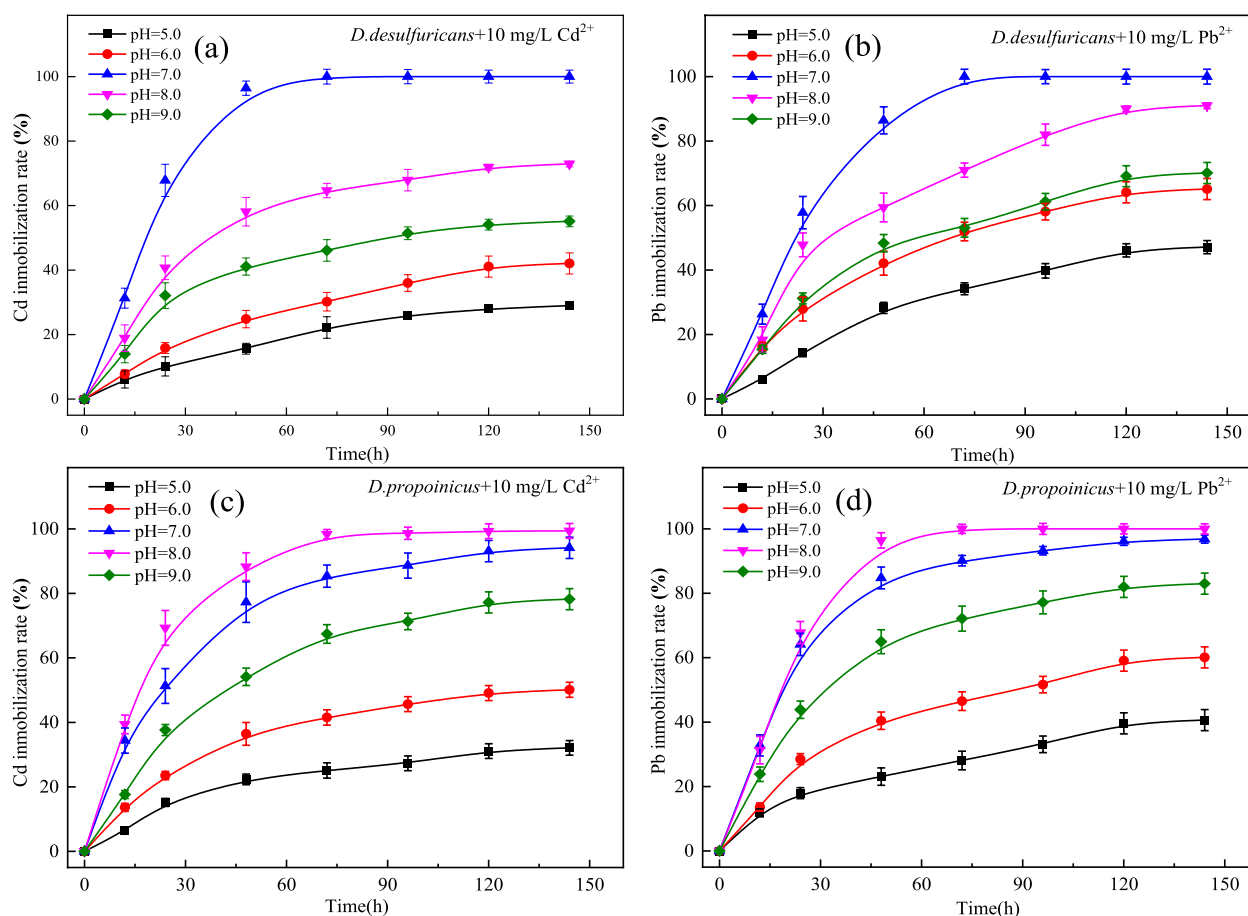 (a)
D.desulfuricans+10 mg/L Cd²⁺
pH=5.0
pH=6.0
pH=7.0
pH=8.0
pH=9.0
Cd immobilization rate (%)
100
80
60
40
20
0
0 30 60 90 120 150
Time(h)
(b)
D.desulfuricans+10 mg/L Pb²⁺
pH=5.0
pH=6.0
pH=7.0
pH=8.0
pH=9.0
Pb immobilization rate (%)
100
80
60
40
20
0
0 30 60 90 120 150
Time(h)
(c)
D.propoinicus+10 mg/L Cd²⁺
pH=5.0
pH=6.0
pH=7.0
pH=8.0
pH=9.0
Cd inmobilization rate (%)
100
80
60
40
20
0
0 30 60 90 120 150
Time(h)
(d)
D.propoinicus+10 mg/L Pb²⁺
pH=5.0
pH=6.0
pH=7.0
pH=8.0
pH=9.0
Pb inmobilization rate (%)
100
80
60
40
20
0
0 30 60 90 120 150
Time(h)